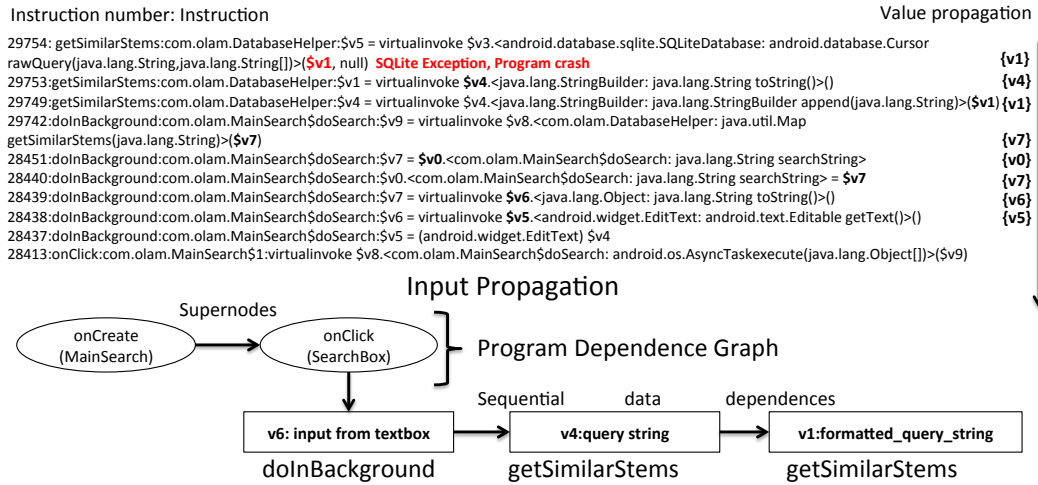 Instruction number: Instruction
Value propagation
29754: getSimilarStems:com.olam.DatabaseHelper:$v5 = virtualinvoke $v3.<android.database.sqlite.SQLiteDatabase: android.database.Cursor
rawQuery(java.lang.String,java.lang.String[])>($v1, null) SQLite Exception, Program crash {v1}
29753:getSimilarStems:com.olam.DatabaseHelper:$v1 = virtualinvoke $v4.<java.lang.StringBuilder: java.lang.String toString()>() {v4}
29749:getSimilarStems:com.olam.DatabaseHelper:$v4 = virtualinvoke $v4.<java.lang.StringBuilder: java.lang.StringBuilder append(java.lang.String)>($v1) {v1}
29742:doInBackground:com.olam.MainSearch$doSearch:$v9 = virtualinvoke $v8.<com.olam.DatabaseHelper: java.util.Map
getSimilarStems(java.lang.String)>($v7) {v7}
28451:doInBackground:com.olam.MainSearch$doSearch:$v7 = $v0.<com.olam.MainSearch$doSearch: java.lang.String searchString> {v0}
28440:doInBackground:com.olam.MainSearch$doSearch:$v0.<com.olam.MainSearch$doSearch: java.lang.String searchString> = $v7 {v7}
28439:doInBackground:com.olam.MainSearch$doSearch:$v7 = virtualinvoke $v6.<java.lang.Object: java.lang.String toString()>() {v6}
28438:doInBackground:com.olam.MainSearch$doSearch:$v6 = virtualinvoke $v5.<android.widget.EditText: android.text.Editable getText()>() {v5}
28437:doInBackground:com.olam.MainSearch$doSearch:$v5 = (android.widget.EditText) $v4
28413:onClick:com.olam.MainSearch$1:virtualinvoke $v8.<com.olam.MainSearch$doSearch: android.os.AsyncTaskexecute(java.lang.Object[])>($v9)
Input Propagation
Supernodes
onCreate
(MainSearch)
onClick
(SearchBox)
Program Dependence Graph
Sequential data dependences
v6: input from textbox
v4:query string
v1:formatted_query_string
doInBackground
getSimilarStems
getSimilarStems